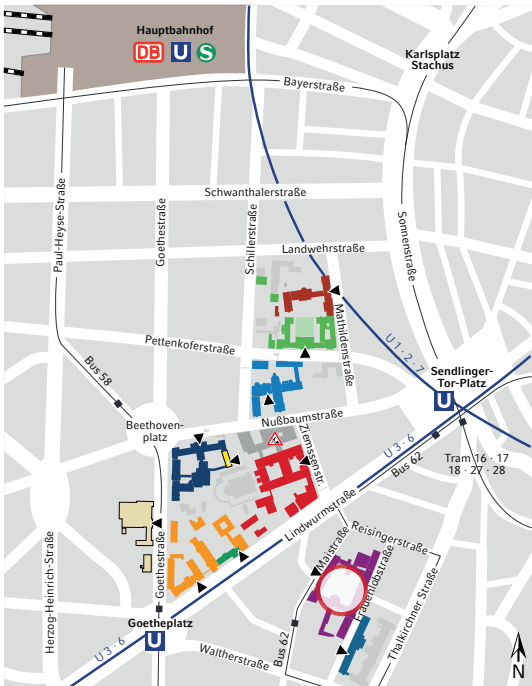 Hauptbahnhof
DB U S
Karlsplatz
Stachus
Bayerstraße
Schwanthalerstraße
Paul-Heyse-Straße
Goethestraße
Schillerstraße
Sonnenstraße
Landwehrstraße
Mathildenstraße
Pettenkoferstraße
U 1 · 2 · 7
Bus 58
Sendlinger-
Tor-Platz
U
Nußbaumstraße
Beethoven-
platz
Ziemssenstr.
U 3 · 6
Bus 62
Tram 16 · 17
18 · 27 · 28
Lindwurmstraße
Reisingerstraße
Maistraße
Frauenlobstraße
Thalkirchner Straße
Herzog-Heinrich-Straße
Goethestraße
Goetheplatz
U
U 3 · 6
Waltherstraße
Bus 62
N